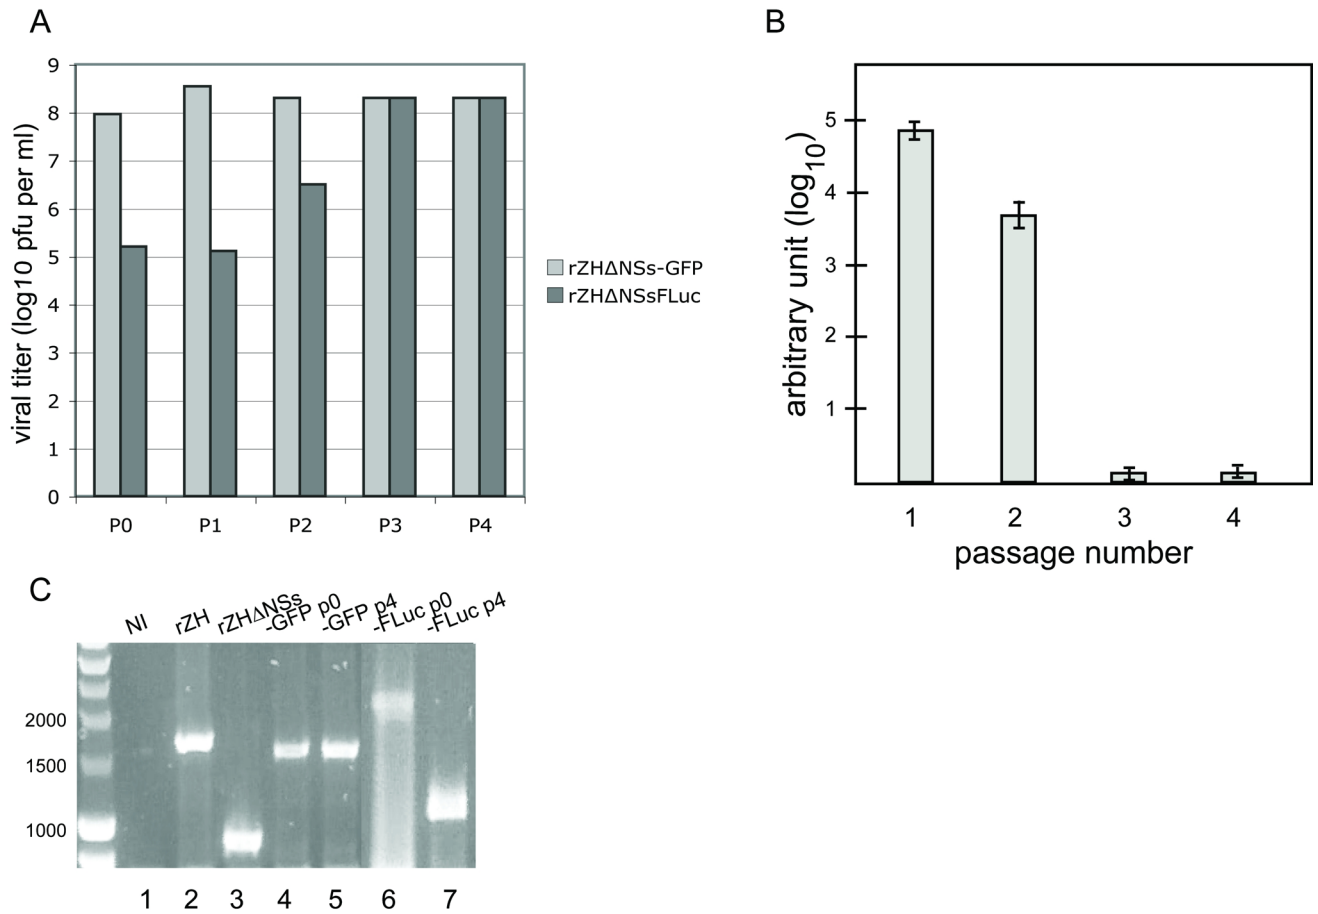 A
9
8
7
6
5
4
3
2
1
0
viral titer (log10 pfu per ml)
P0 P1 P2 P3 P4
rZHΔNSs-GFP
rZHΔNSsFLuc
B
5
4
3
2
1
arbitrary unit (log10)
1 2 3 4
passage number
C
NI rZH rZHΔNSs -GFP p0 -GFP p4 -FLuc p0 -FLuc p4
2000
1500
1000
1 2 3 4 5 6 7